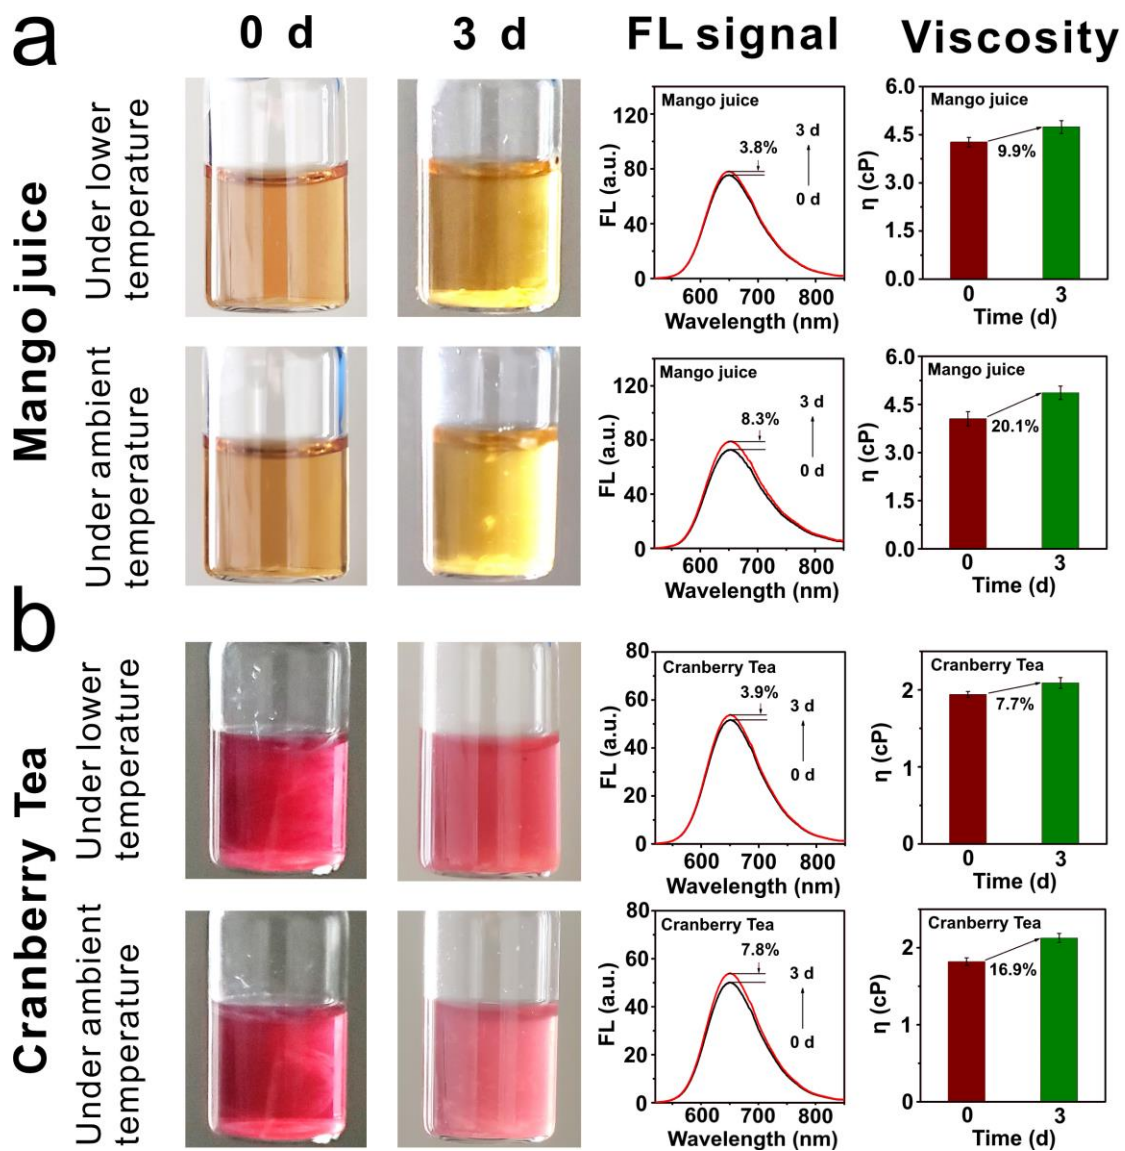 a
0 d
3 d
FL signal
Viscosity
Mango juice
Under lower
temperature
Mango juice
3.8%
3 d
0 d
120
80
40
0
FL (a.u.)
600
700
800
Wavelength (nm)
Mango juice
9.9%
6.0
4.5
3.0
1.5
0.0
η (cP)
0
3
Time (d)
Under ambient
temperature
Mango juice
8.3%
3 d
0 d
120
80
40
0
FL (a.u.)
600
700
800
Wavelength (nm)
Mango juice
20.1%
6.0
4.5
3.0
1.5
0.0
η (cP)
0
3
Time (d)
b
Cranberry Tea
Under lower
temperature
Cranberry Tea
3.9%
3 d
0 d
80
60
40
20
0
FL (a.u.)
600
700
800
Wavelength (nm)
Cranberry Tea
7.7%
2
1
0
η (cP)
0
3
Time (d)
Under ambient
temperature
Cranberry Tea
7.8%
3 d
0 d
80
60
40
20
0
FL (a.u.)
600
700
800
Wavelength (nm)
Cranberry Tea
16.9%
2
1
0
η (cP)
0
3
Time (d)